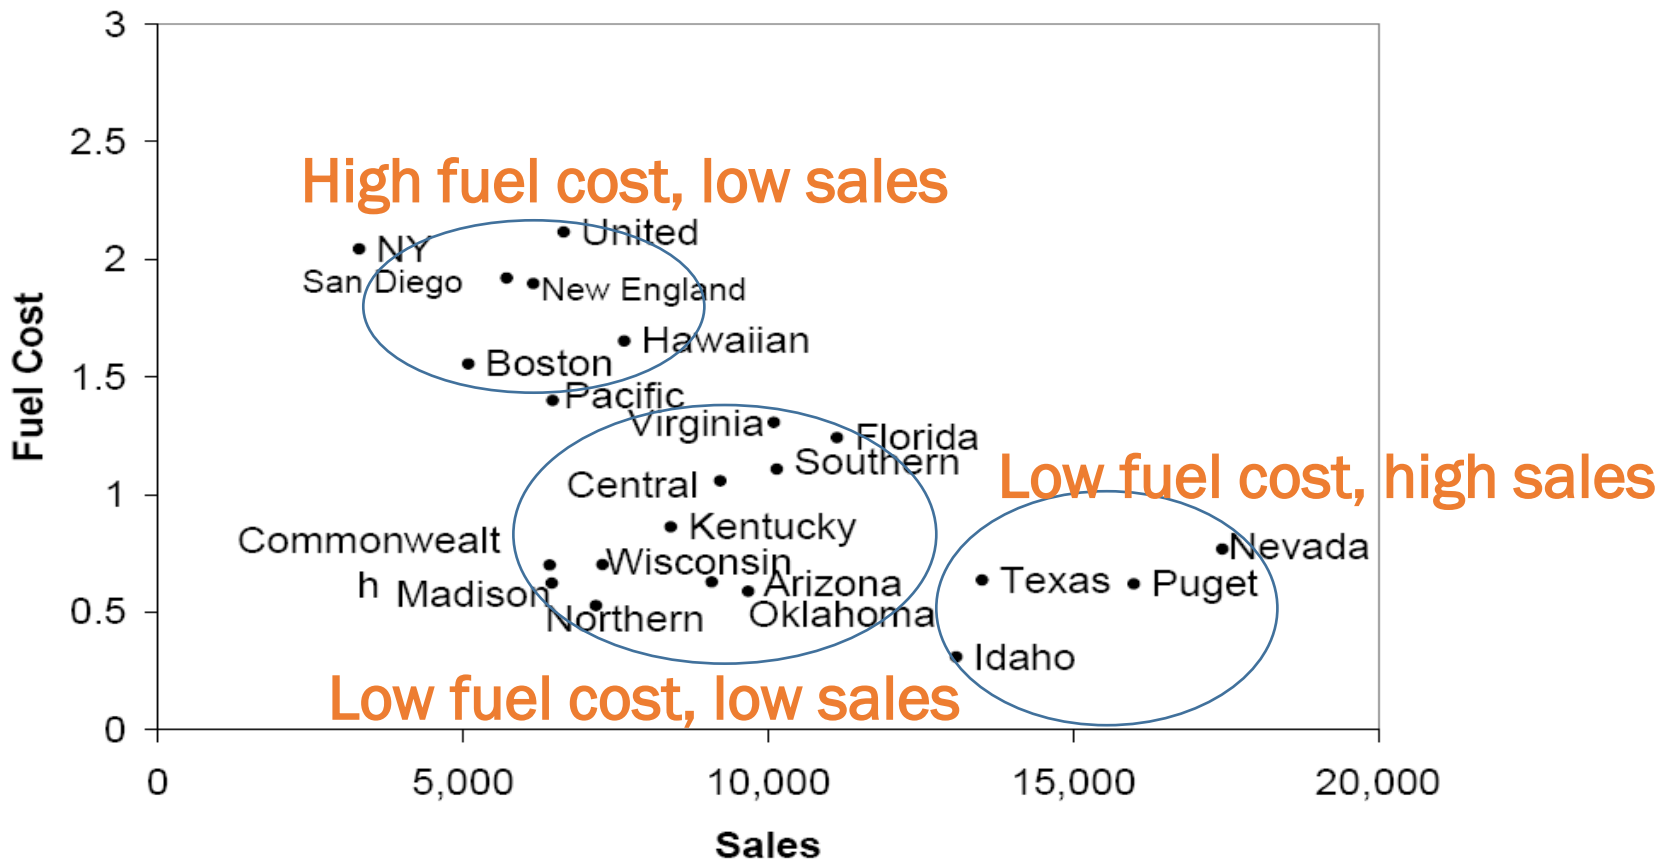 3
2.5
High fuel cost, low sales
United
NY
2
San Diego
New England
Hawaiian
Boston
1.5
Pacific
Virginia
Florida
Southern
Low fuel cost, high sales
Central
1
Kentucky
Commonwealt
h
Nevada
Wisconsin
Texas
Puget
Arizona
Madison
0.5
Northern
Oklahoma
Idaho
Low fuel cost, low sales
0
Fuel Cost
0 5,000 10,000 15,000 20,000
Sales